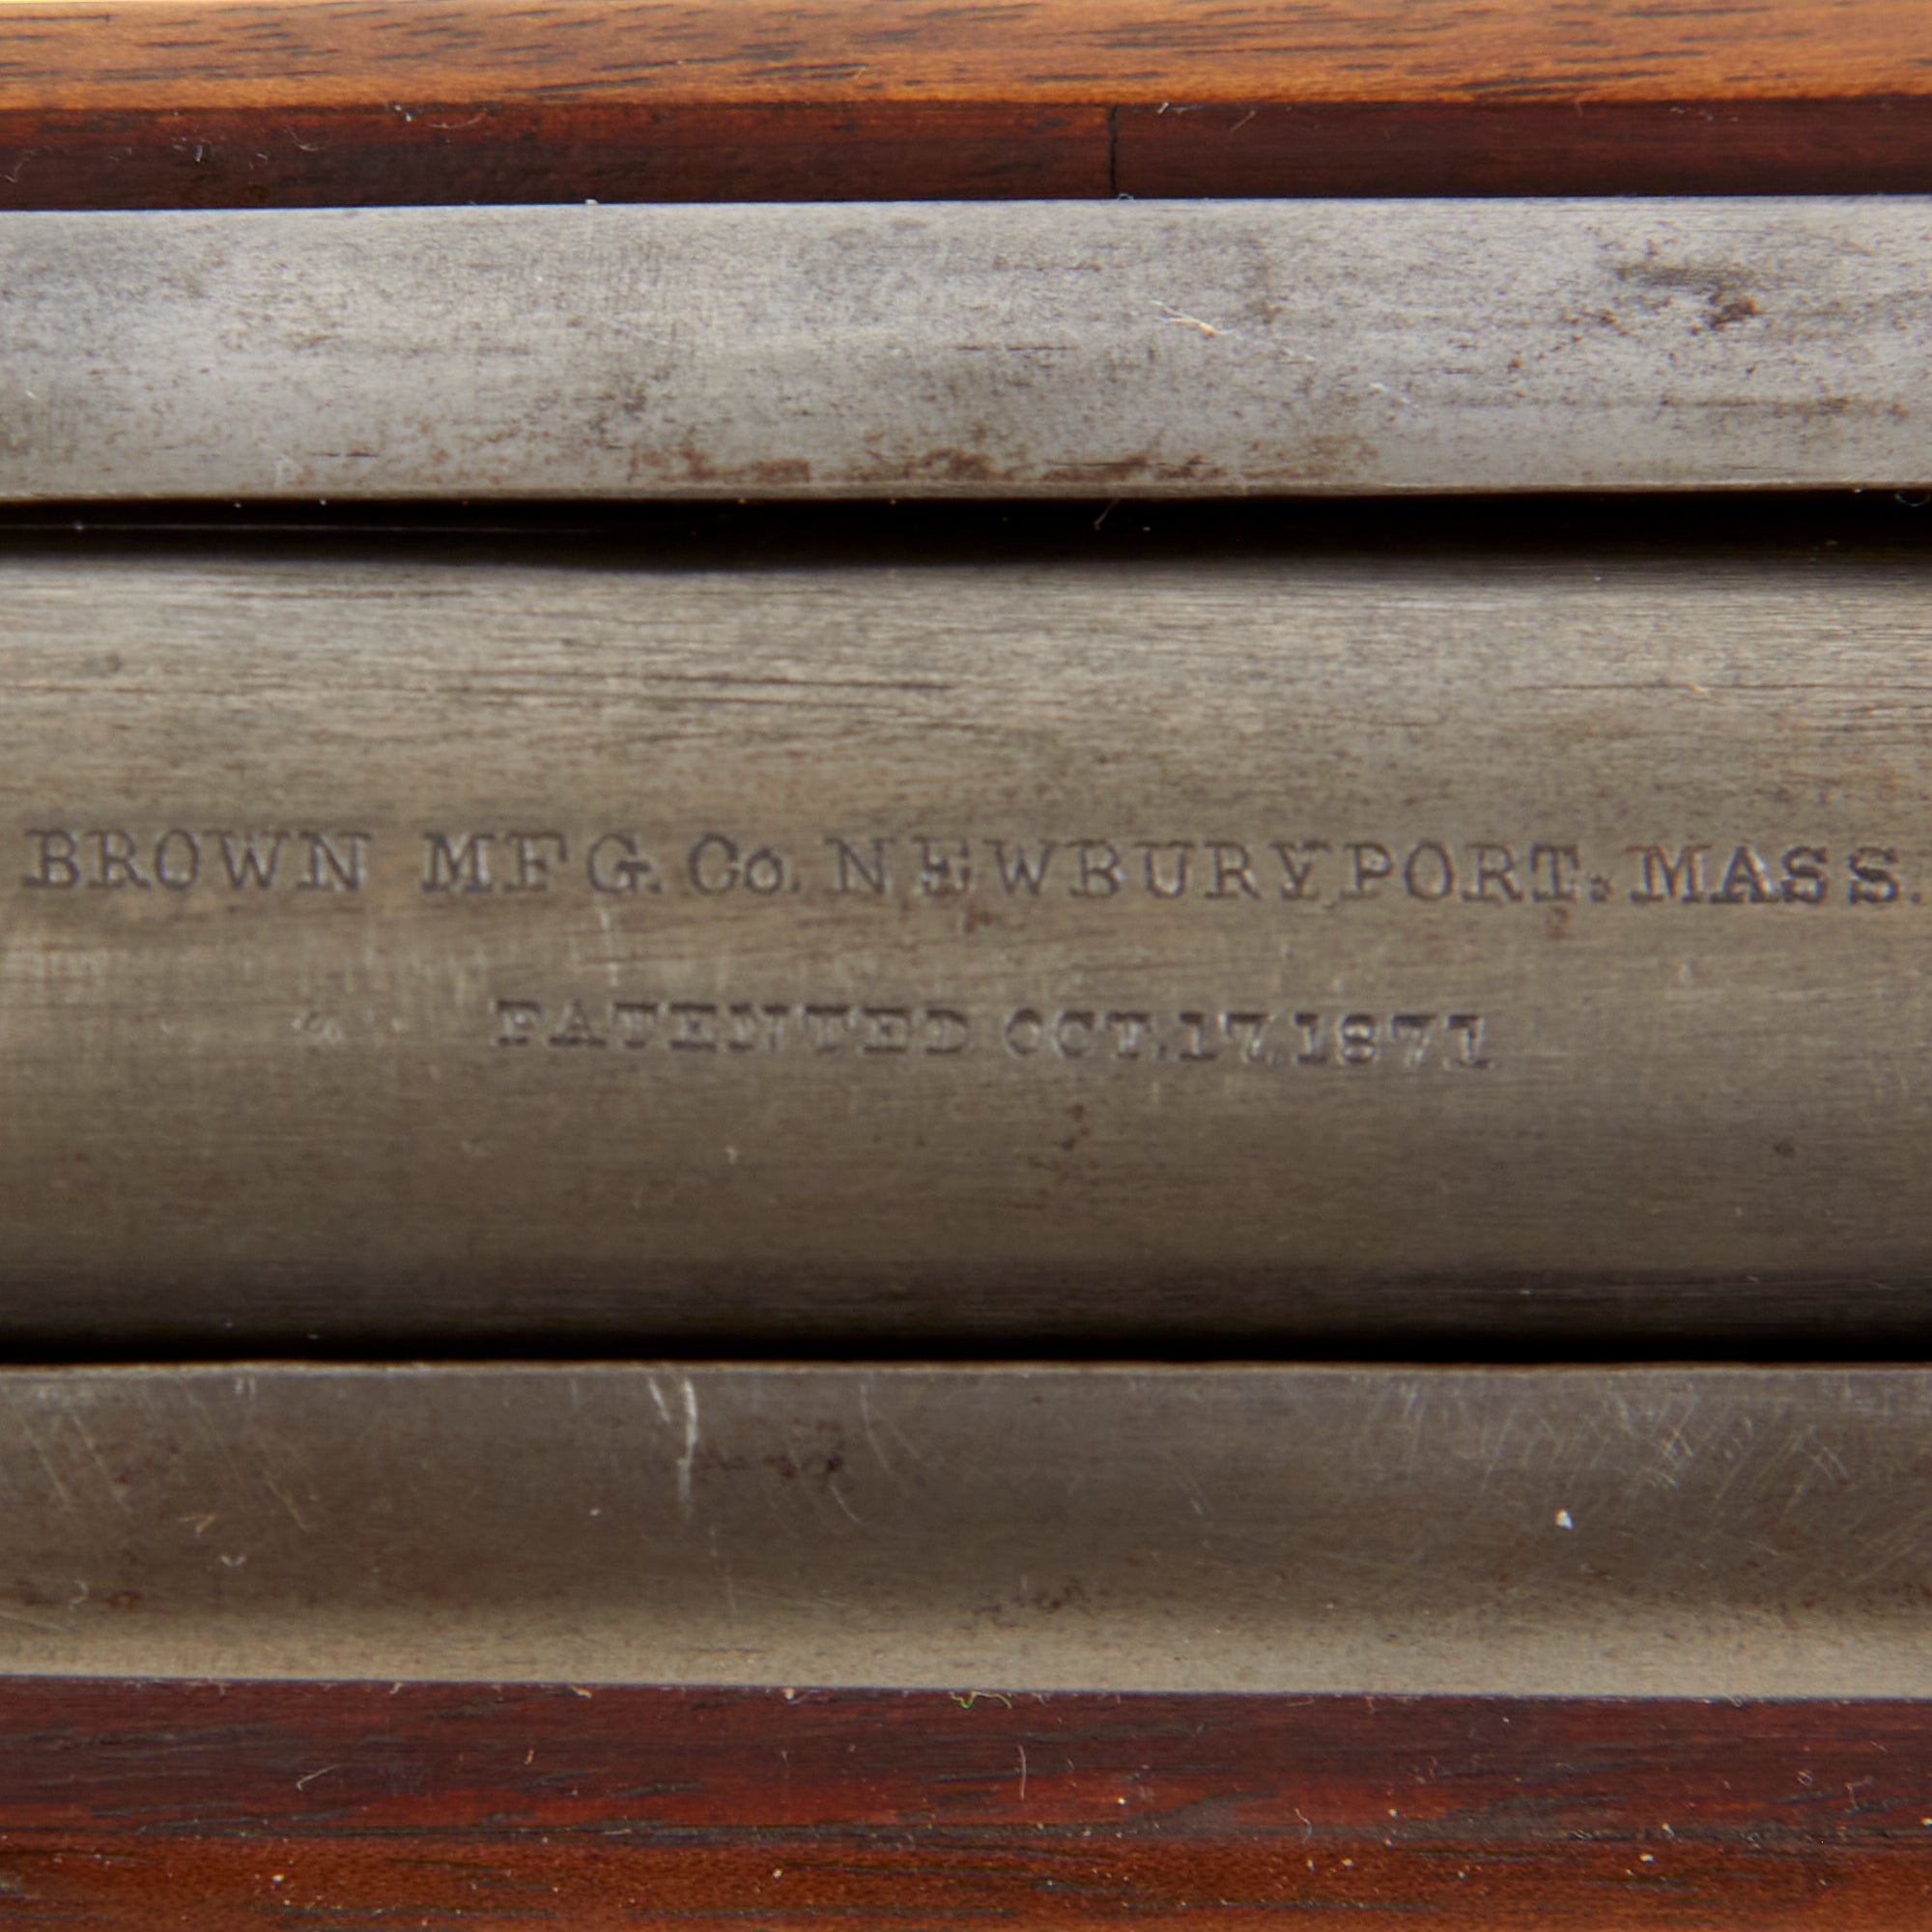 BROWN MFG. Co. NEWBURYPORT. MASS.
PATENTED OCT. 17, 1871